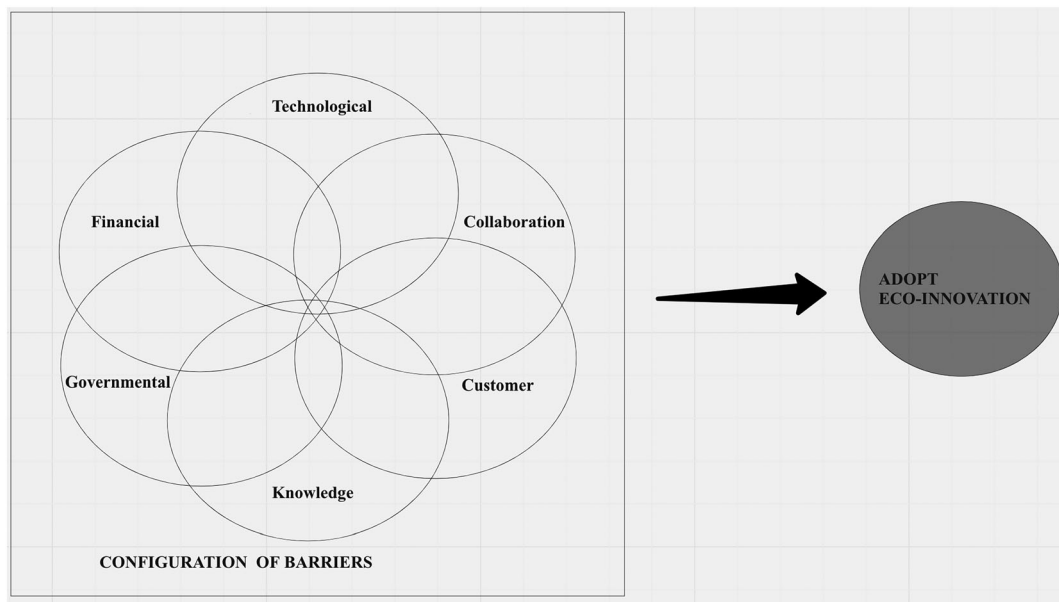 Technological
Financial
Collaboration
Governmental
Customer
Knowledge
CONFIGURATION OF BARRIERS
ADOPT
ECO-INNOVATION